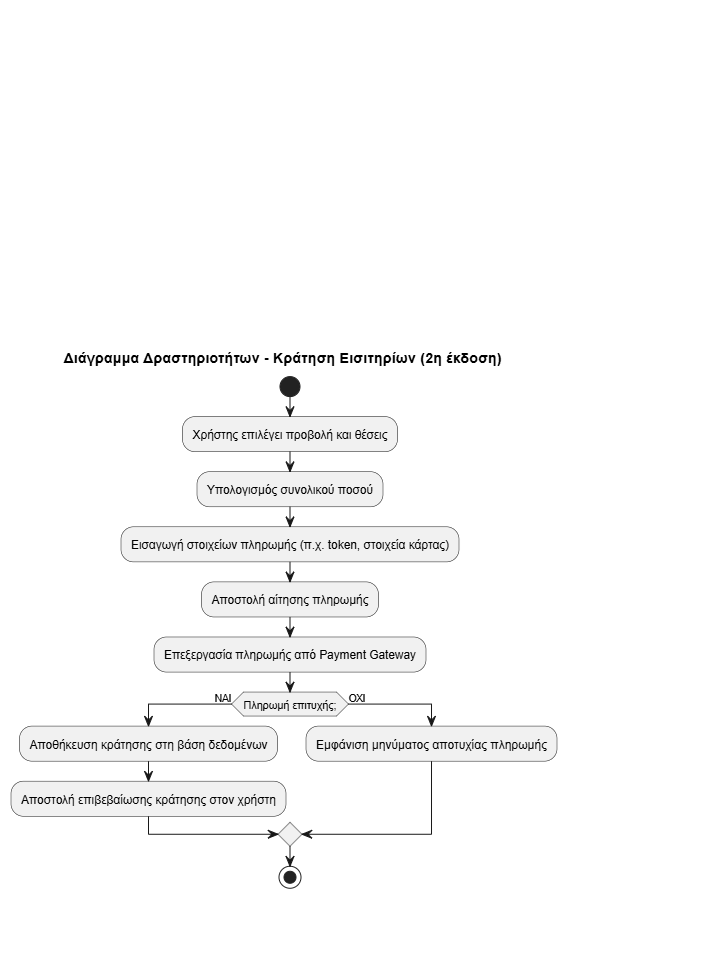 Διάγραμμα Δραστηριοτήτων - Κράτηση Εισιτηρίων (2η έκδοση)
Χρήστης επιλέγει προβολή και θέσεις
Υπολογισμός συνολικού ποσού
Εισαγωγή στοιχείων πληρωμής (π.χ. token, στοιχεία κάρτας)
Αποστολή αίτησης πληρωμής
Επεξεργασία πληρωμής από Payment Gateway
ΝΑΙ
Πληρωμή επιτυχής;
ΟΧΙ
Αποθήκευση κράτησης στη βάση δεδομένων
Εμφάνιση μηνύματος αποτυχίας πληρωμής
Αποστολή επιβεβαίωσης κράτησης στον χρήστη